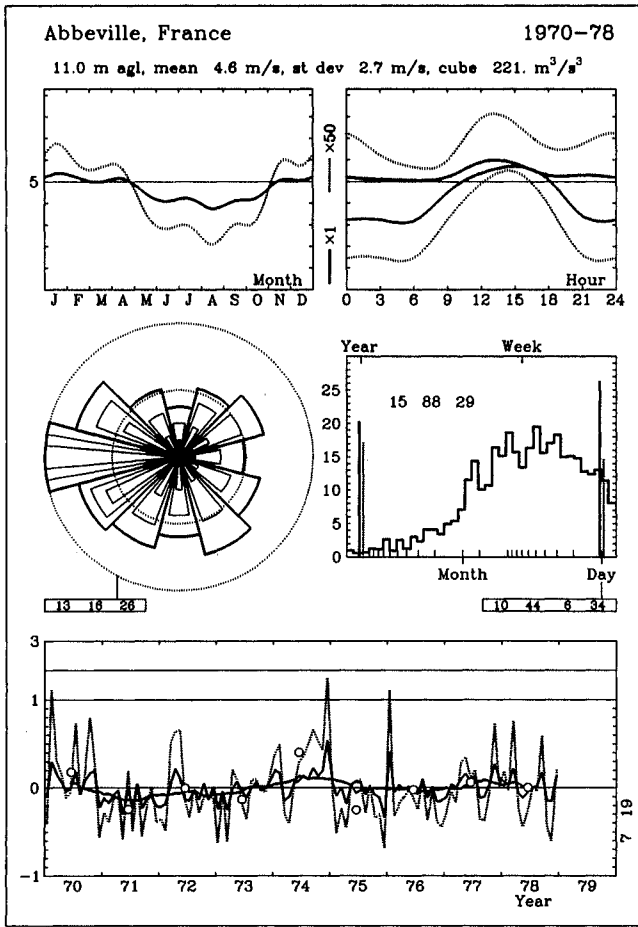 Abbeville, France 1970-78
11.0 m agl, mean 4.6 m/s, st dev 2.7 m/s, cube 221. m³/s³
5
Month
J F M A M J J A S O N D
×1 ×50
Hour
0 3 6 9 12 15 18 21 24
13 16 26
Year Week
25
20
15
10
5
0
15 88 29
Month Day
10 44 6 34
3
1
0
-1
70 71 72 73 74 75 76 77 78 79
Year
7 19